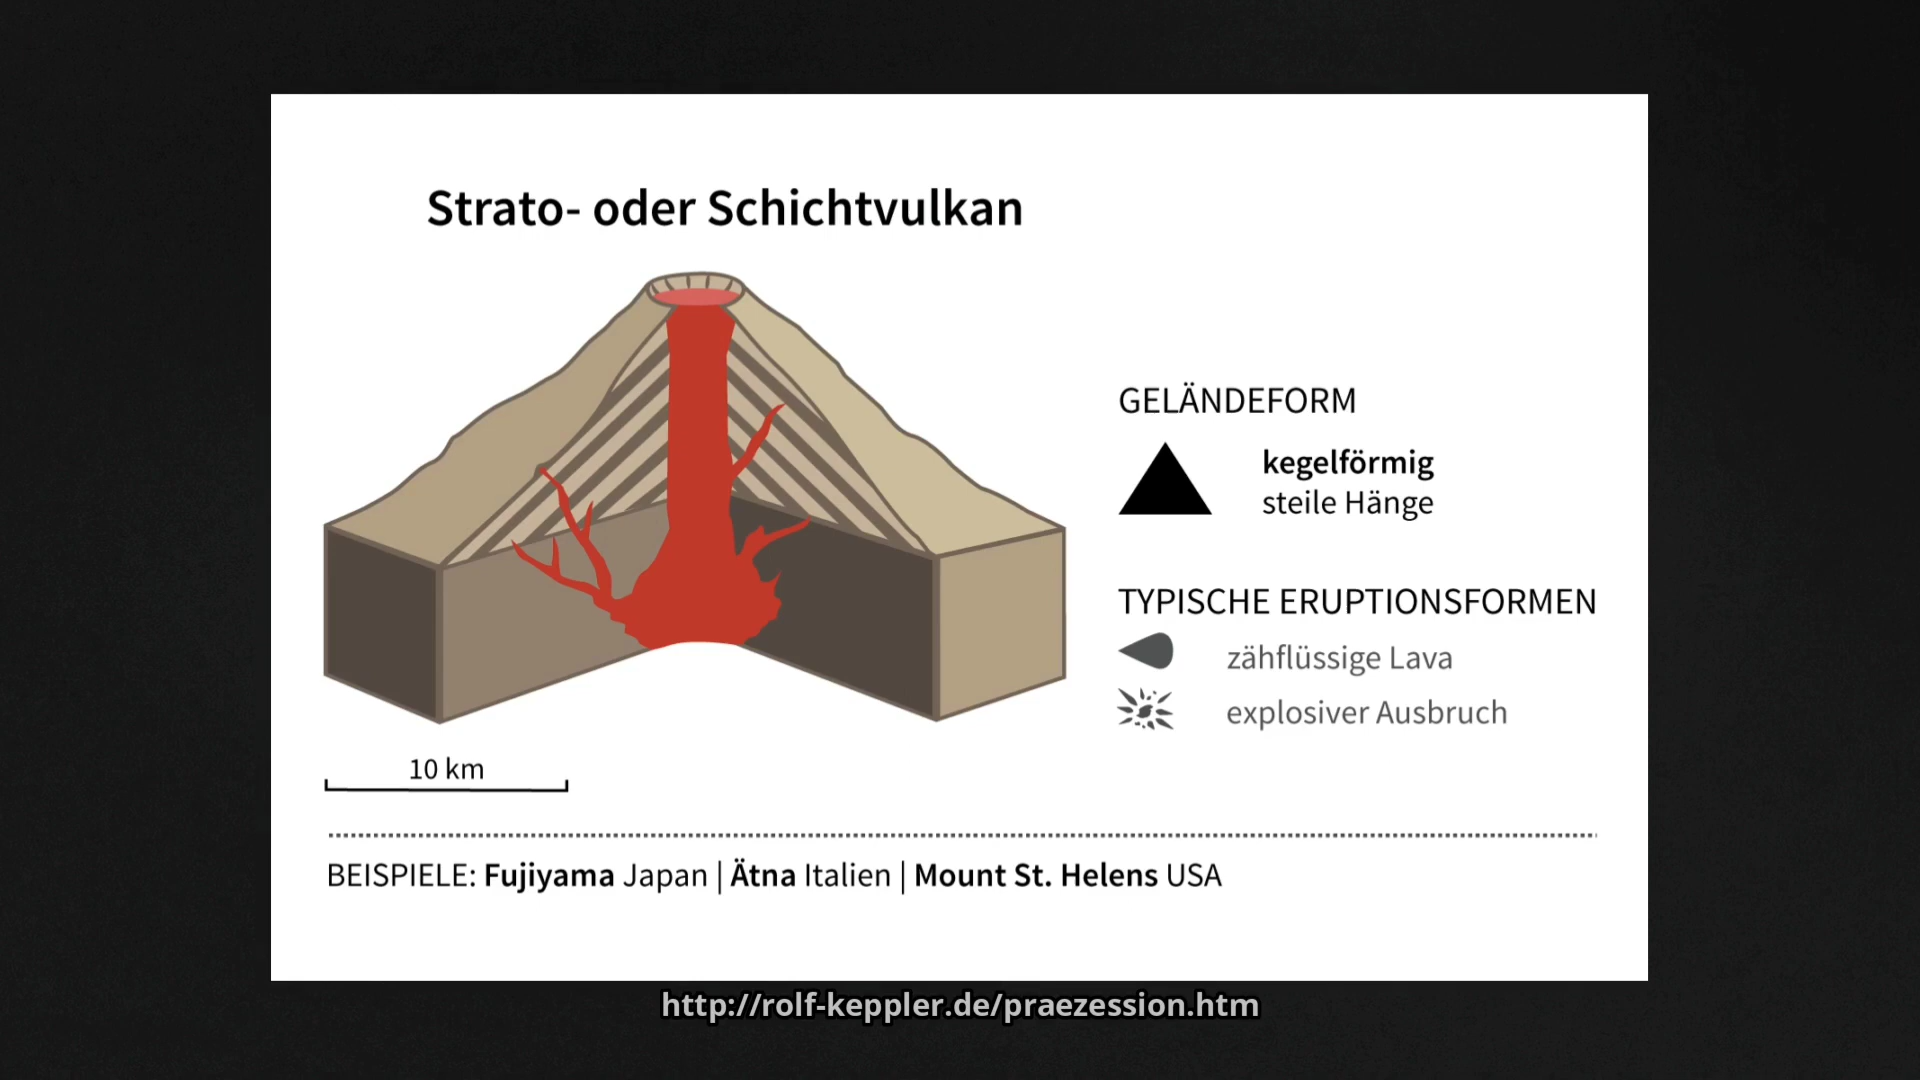 Strato- oder Schichtvulkan
GELÄNDEFORM
kegelförmig
steile Hänge
TYPISCHE ERUPTIONSFORMEN
zähflüssige Lava
explosiver Ausbruch
10 km
BEISPIELE: Fujiyama Japan | Ätna Italien | Mount St. Helens USA
http://rolf-keppler.de/praezession.htm